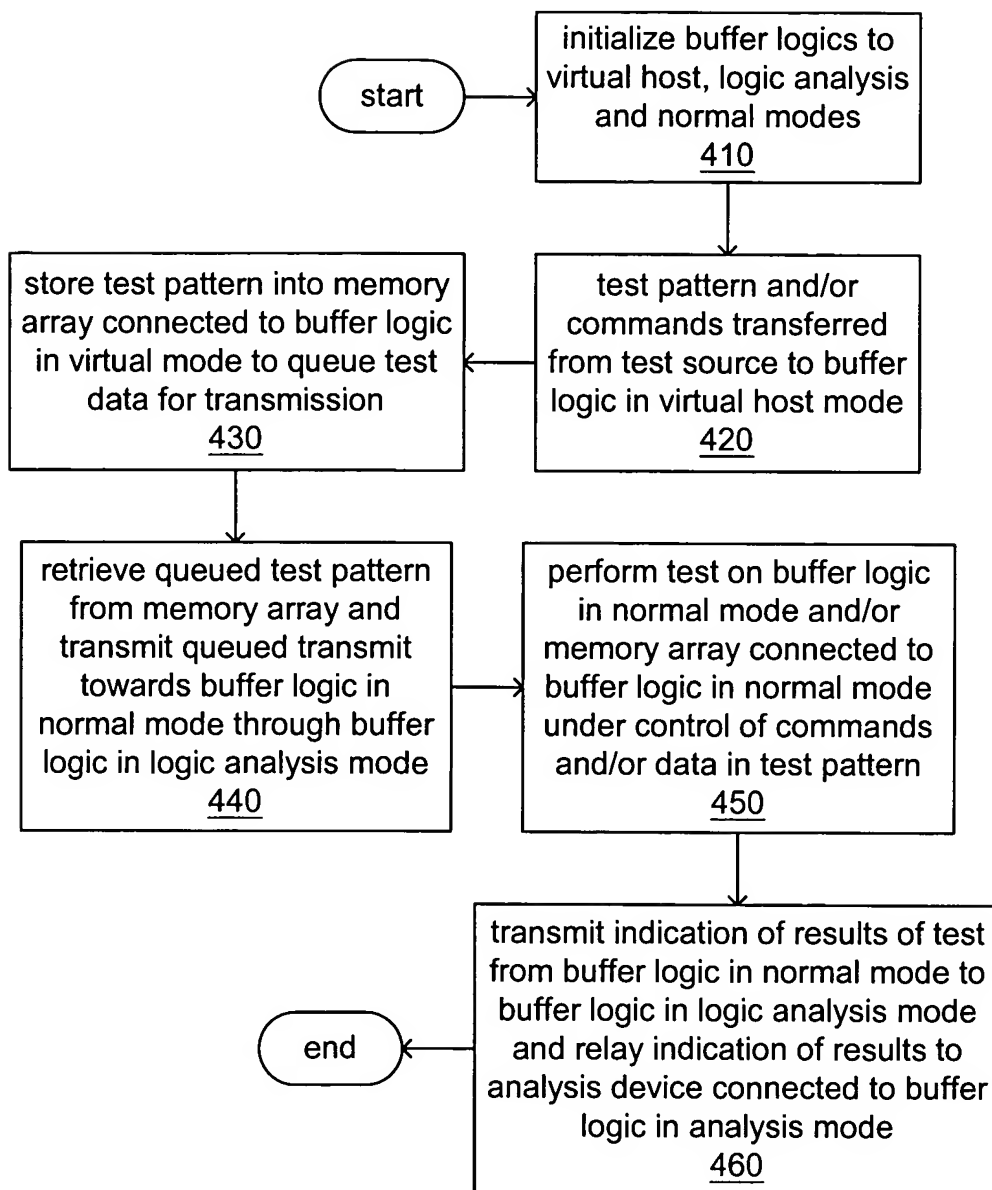 start
initialize buffer logics to
virtual host, logic analysis
and normal modes
410
test pattern and/or
commands transferred
from test source to buffer
logic in virtual host mode
420
store test pattern into memory
array connected to buffer logic
in virtual mode to queue test
data for transmission
430
retrieve queued test pattern
from memory array and
transmit queued transmit
towards buffer logic in
normal mode through buffer
logic in logic analysis mode
440
perform test on buffer logic
in normal mode and/or
memory array connected to
buffer logic in normal mode
under control of commands
and/or data in test pattern
450
transmit indication of results of test
from buffer logic in normal mode to
buffer logic in logic analysis mode
and relay indication of results to
analysis device connected to buffer
logic in analysis mode
460
end